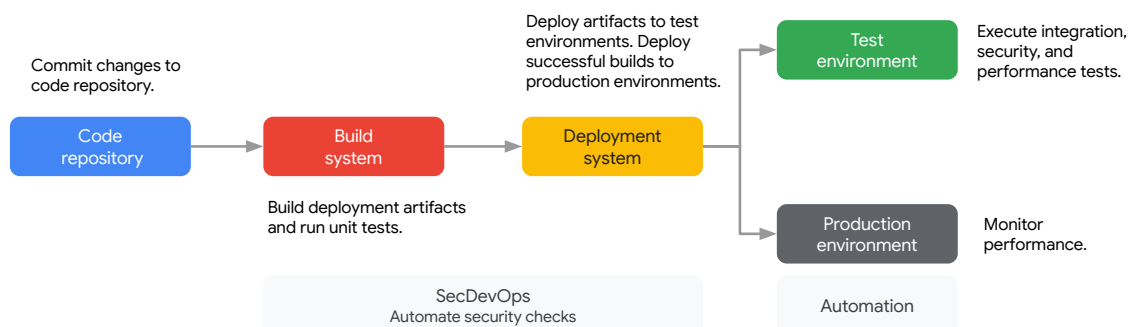 Commit changes to
code repository.
Code
repository
Build
system
Build deployment artifacts
and run unit tests.
Deploy artifacts to test
environments. Deploy
successful builds to
production environments.
Deployment
system
Test
environment
Execute integration,
security, and
performance tests.
Production
environment
Monitor
performance.
SecDevOps
Automate security checks
Automation